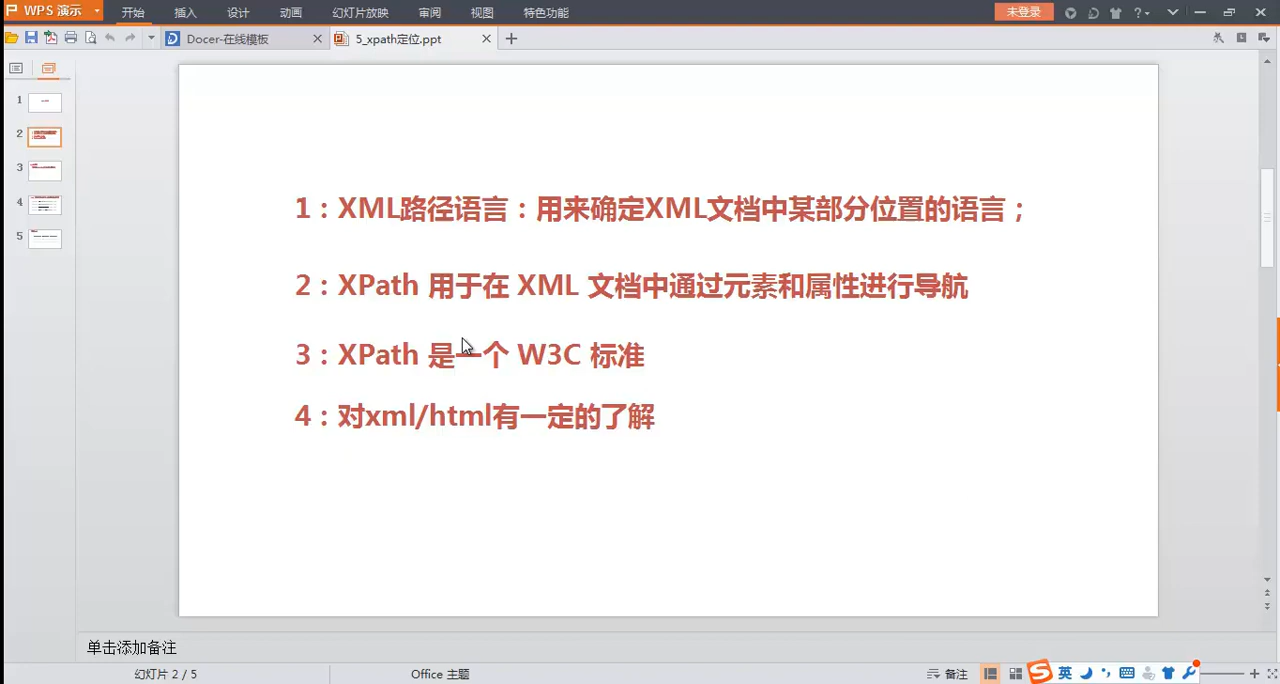 WPS 演示
开始 插入 设计 动画 幻灯片放映 审阅 视图 特色功能 未登录
Docer-在线模板 5_xpath定位.ppt
1：XML路径语言：用来确定XML文档中某部分位置的语言；
2：XPath 用于在 XML 文档中通过元素和属性进行导航
3：XPath 是一个 W3C 标准
4：对xml/html有一定的了解
1
2
3
4
5
单击添加备注
幻灯片 2 / 5 Office 主题 备注 英